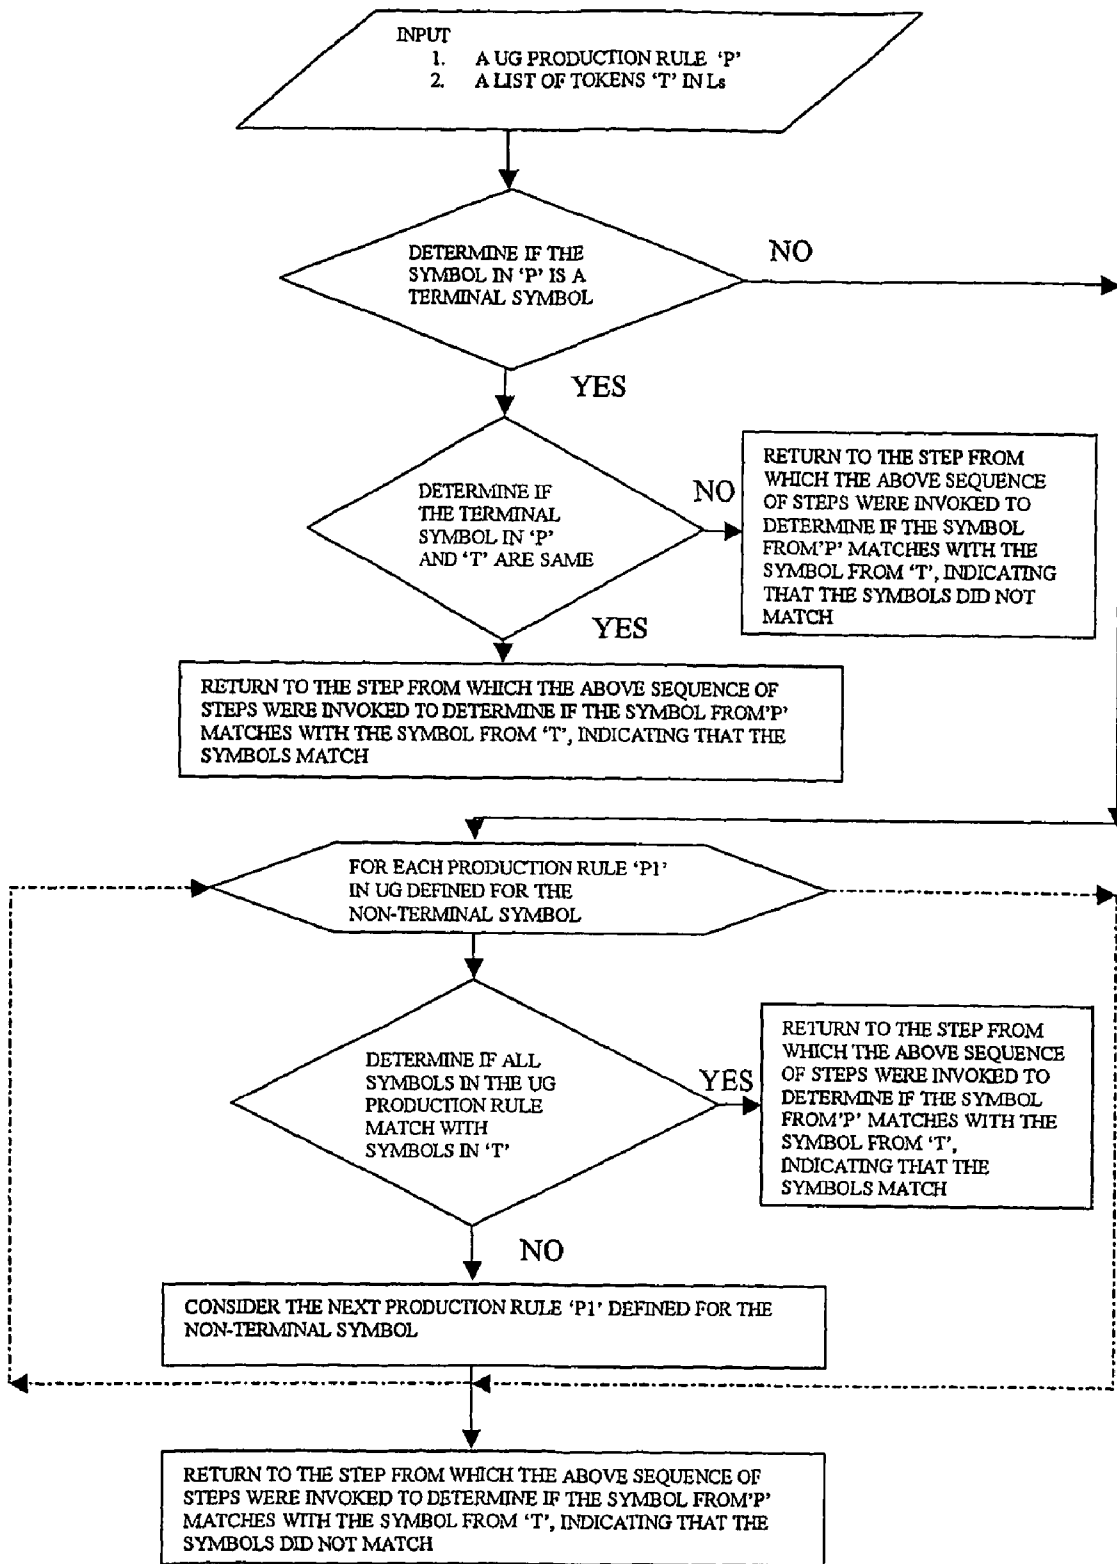 INPUT
1. A UG PRODUCTION RULE ‘P’
2. A LIST OF TOKENS ‘T’ IN Ls
DETERMINE IF THE
SYMBOL IN ‘P’ IS A
TERMINAL SYMBOL
NO
YES
DETERMINE IF
THE TERMINAL
SYMBOL IN ‘P’
AND ‘T’ ARE SAME
NO
RETURN TO THE STEP FROM
WHICH THE ABOVE SEQUENCE
OF STEPS WERE INVOKED TO
DETERMINE IF THE SYMBOL
FROM'P’ MATCHES WITH THE
SYMBOL FROM ‘T’, INDICATING
THAT THE SYMBOLS DID NOT
MATCH
YES
RETURN TO THE STEP FROM WHICH THE ABOVE SEQUENCE OF
STEPS WERE INVOKED TO DETERMINE IF THE SYMBOL FROM'P’
MATCHES WITH THE SYMBOL FROM ‘T’, INDICATING THAT THE
SYMBOLS MATCH
FOR EACH PRODUCTION RULE ‘P1’
IN UG DEFINED FOR THE
NON-TERMINAL SYMBOL
DETERMINE IF ALL
SYMBOLS IN THE UG
PRODUCTION RULE
MATCH WITH
SYMBOLS IN ‘T’
YES
RETURN TO THE STEP FROM
WHICH THE ABOVE SEQUENCE
OF STEPS WERE INVOKED TO
DETERMINE IF THE SYMBOL
FROM'P’ MATCHES WITH THE
SYMBOL FROM ‘T’,
INDICATING THAT THE
SYMBOLS MATCH
NO
CONSIDER THE NEXT PRODUCTION RULE ‘P1’ DEFINED FOR THE
NON-TERMINAL SYMBOL
RETURN TO THE STEP FROM WHICH THE ABOVE SEQUENCE OF
STEPS WERE INVOKED TO DETERMINE IF THE SYMBOL FROM'P’
MATCHES WITH THE SYMBOL FROM ‘T’, INDICATING THAT THE
SYMBOLS DID NOT MATCH